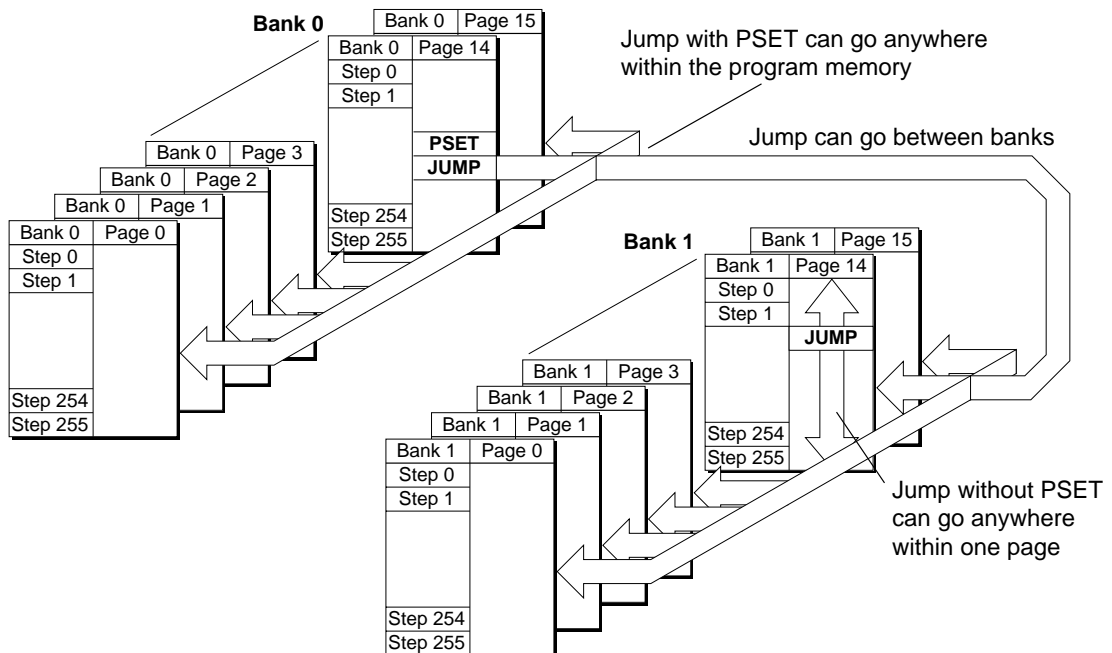 Bank 0
Bank 0 Page 15
Bank 0 Page 14
Step 0
Step 1
PSET
JUMP
Step 254
Step 255
Jump with PSET can go anywhere
within the program memory
Jump can go between banks
Bank 0 Page 3
Bank 0 Page 2
Bank 0 Page 1
Bank 0 Page 0
Step 0
Step 1
Step 254
Step 255
Bank 1
Bank 1 Page 15
Bank 1 Page 14
Step 0
Step 1
JUMP
Step 254
Step 255
Bank 1 Page 3
Bank 1 Page 2
Bank 1 Page 1
Bank 1 Page 0
Step 0
Step 1
Step 254
Step 255
Jump without PSET
can go anywhere
within one page